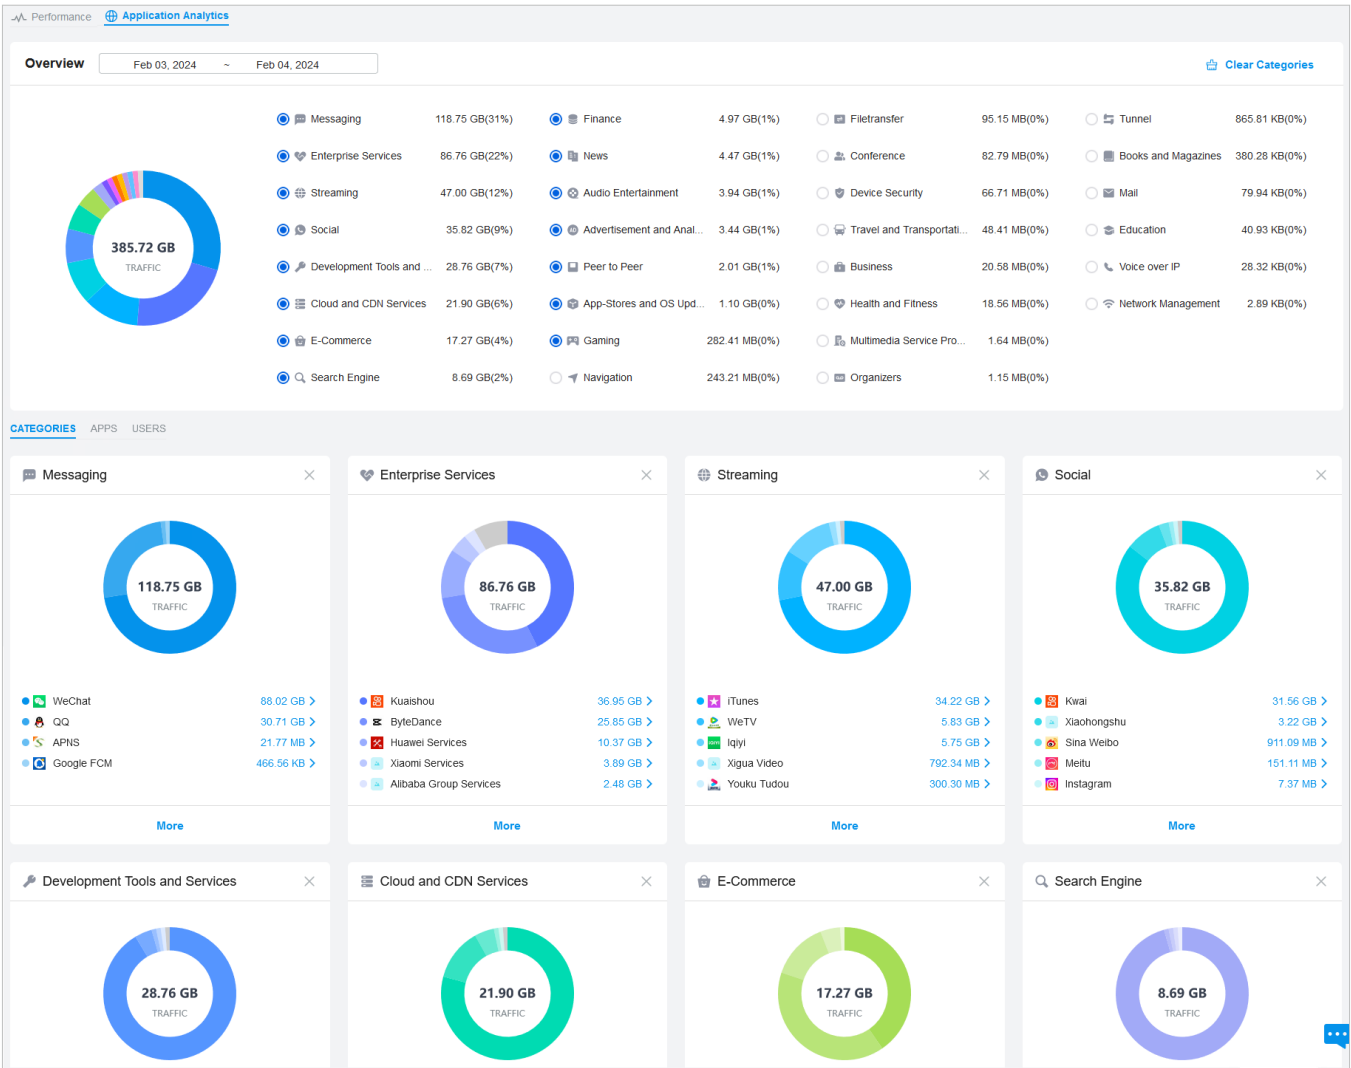 Performance
Application Analytics
Overview
Feb 03, 2024 ~ Feb 04, 2024
Clear Categories
385.72 GB
TRAFFIC
Messaging 118.75 GB(31%)
Enterprise Services 86.76 GB(22%)
Streaming 47.00 GB(12%)
Social 35.82 GB(9%)
Development Tools and ... 28.76 GB(7%)
Cloud and CDN Services 21.90 GB(6%)
E-Commerce 17.27 GB(4%)
Search Engine 8.69 GB(2%)
Finance 4.97 GB(1%)
News 4.47 GB(1%)
Audio Entertainment 3.94 GB(1%)
Advertisement and Anal... 3.44 GB(1%)
Peer to Peer 2.01 GB(1%)
App-Stores and OS Upd... 1.10 GB(0%)
Gaming 282.41 MB(0%)
Navigation 243.21 MB(0%)
Filetransfer 95.15 MB(0%)
Conference 82.79 MB(0%)
Device Security 66.71 MB(0%)
Travel and Transportati... 48.41 MB(0%)
Business 20.58 MB(0%)
Health and Fitness 18.56 MB(0%)
Multimedia Service Pro... 1.64 MB(0%)
Organizers 1.15 MB(0%)
Tunnel 865.81 KB(0%)
Books and Magazines 380.28 KB(0%)
Mail 79.94 KB(0%)
Education 40.93 KB(0%)
Voice over IP 28.32 KB(0%)
Network Management 2.89 KB(0%)
CATEGORIES APPS USERS
Messaging
118.75 GB
TRAFFIC
WeChat 88.02 GB
QQ 30.71 GB
APNS 21.77 MB
Google FCM 466.56 KB
More
Enterprise Services
86.76 GB
TRAFFIC
Kuaishou 36.95 GB
ByteDance 25.85 GB
Huawei Services 10.37 GB
Xiaomi Services 3.89 GB
Alibaba Group Services 2.48 GB
More
Streaming
47.00 GB
TRAFFIC
iTunes 34.22 GB
WeTV 5.83 GB
Iqiyi 5.75 GB
Xigua Video 792.34 MB
Youku Tudou 300.30 MB
More
Social
35.82 GB
TRAFFIC
Kwai 31.56 GB
Xiaohongshu 3.22 GB
Sina Weibo 911.09 MB
Meitu 151.11 MB
Instagram 7.37 MB
More
Development Tools and Services
28.76 GB
TRAFFIC
Cloud and CDN Services
21.90 GB
TRAFFIC
E-Commerce
17.27 GB
TRAFFIC
Search Engine
8.69 GB
TRAFFIC